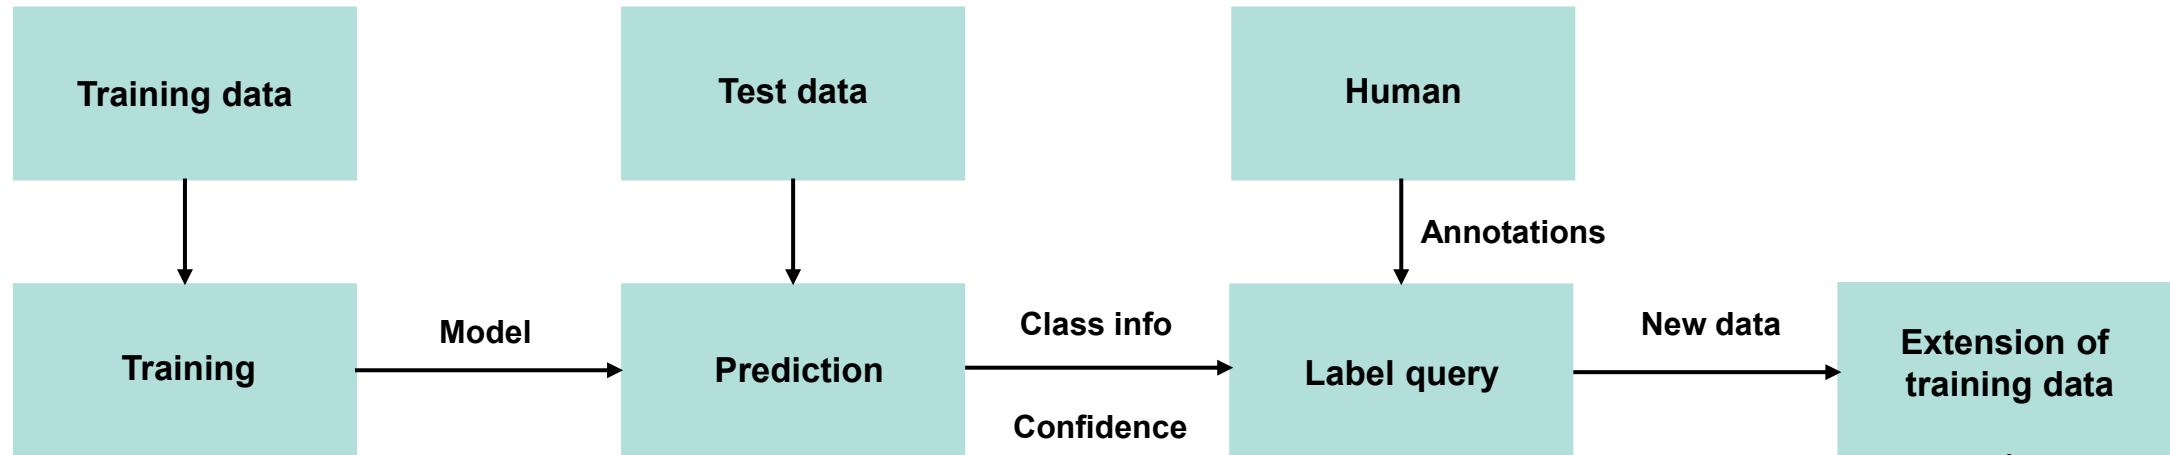 Training data
Test data
Human
Annotations
Training
Model
Prediction
Class info
Confidence
Label query
New data
Extension of
training data